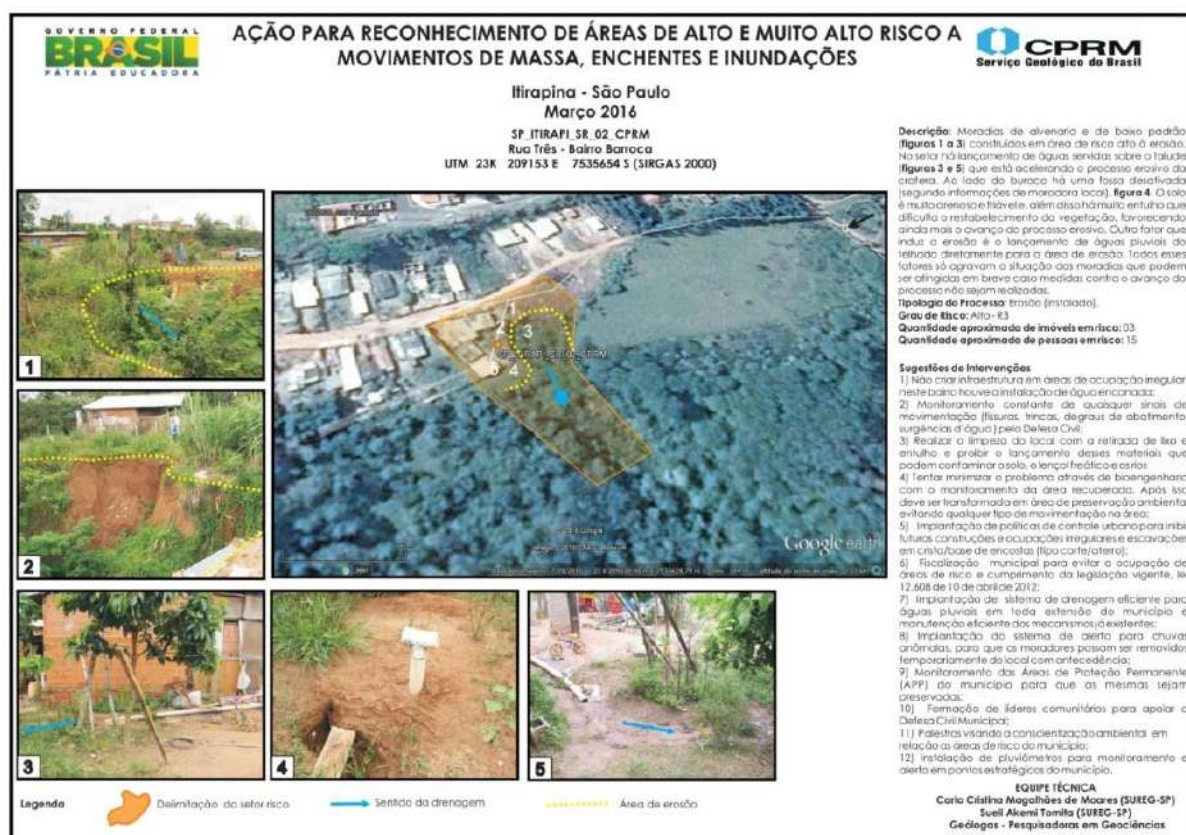 GOVERNO FEDERAL
BRASIL
PÁTRIA EDUCADORA
AÇÃO PARA RECONHECIMENTO DE ÁREAS DE ALTO E MUITO ALTO RISCO A
MOVIMENTOS DE MASSA, ENCHENTES E INUNDAÇÕES
CPRM
Serviço Geológico do Brasil
Itirapina - São Paulo
Março 2016
SP_ITIRAPI_SR_02_CPRM
Rua Três - Bairro Barroca
UTM 23K 209153 E 7535654 S (SIRGAS 2000)
1
2
1
2
3
4
Google earth
3
4
5
Descrição: Moradias de alvenaria e de baixo padrão
(figuras 1 a 3) construídos em área de risco alto à erosão.
No setor há lançamento de águas servidas sobre o talude
(figuras 3 e 5) que está acelerando o processo erosivo da
cratera. Ao lado do buraco há uma fossa desativada
(segundo informações de moradora local), figura 4. O solo
é muito arenoso e friável e, além disso há muito entulho que
dificulta o restabelecimento da vegetação, favorecendo
ainda mais o avanço do processo erosivo. Outro fator que
induz a erosão é o lançamento de águas pluviais do
telhado diretamente para a área de erosão. Todos esses
fatores só agravam a situação das moradias que podem
ser atingidas em breve caso medidas contra o avanço do
processo não sejam realizadas.
Tipologia do Processo: Erosão (instalado).
Grau de Risco: Alto - R3
Quantidade aproximada de imóveis em risco: 03
Quantidade aproximada de pessoas em risco: 15
Sugestões de Intervenções
1) Não criar infraestrutura em áreas de ocupação irregular,
neste bairro houve a instalação de água encanada;
2) Monitoramento constante de quaisquer sinais de
movimentação (fissuras, trincas, degraus de abatimento,
surgências d'água) pela Defesa Civil;
3) Realizar a limpeza do local com a retirada de lixo e
entulho e proibir o lançamento desses materiais que
podem contaminar o solo, o lençol freático e os rios
4) Tentar minimizar o problema através de bioengenharia
com o monitoramento da área recuperada. Após isso
deve ser transformada em área de preservação ambiental
evitando qualquer tipo de movimentação na área;
5) Implantação de políticas de controle urbano para inibir
futuras construções e ocupações irregulares e escavações
em crista/base de encostas (tipo corte/aterro);
6) Fiscalização municipal para evitar a ocupação de
áreas de risco e cumprimento da legislação vigente, lei
12.608 de 10 de abril de 2012;
7) Implantação de sistema de drenagem eficiente para
águas pluviais em toda extensão do município e
manutenção eficiente dos mecanismos já existentes;
8) Implantação do sistema de alerta para chuvas
anômalas, para que os moradores possam ser removidos
temporariamente do local com antecedência;
9) Monitoramento das Áreas de Proteção Permanente
(APP) do município para que as mesmas sejam
preservadas;
10) Formação de líderes comunitários para apoiar a
Defesa Civil Municipal;
11) Palestras visando a conscientização ambiental em
relação as áreas de risco do município;
12) Instalação de pluviômetros para monitoramento e
alerta em pontos estratégicos do município.
EQUIPE TÉCNICA
Carla Cristina Magalhães de Moares (SUREG-SP)
Sueli Akemi Tomita (SUREG-SP)
Geólogas - Pesquisadoras em Geociências
Legenda
Delimitação do setor risco
Sentido da drenagem
Área de erosão